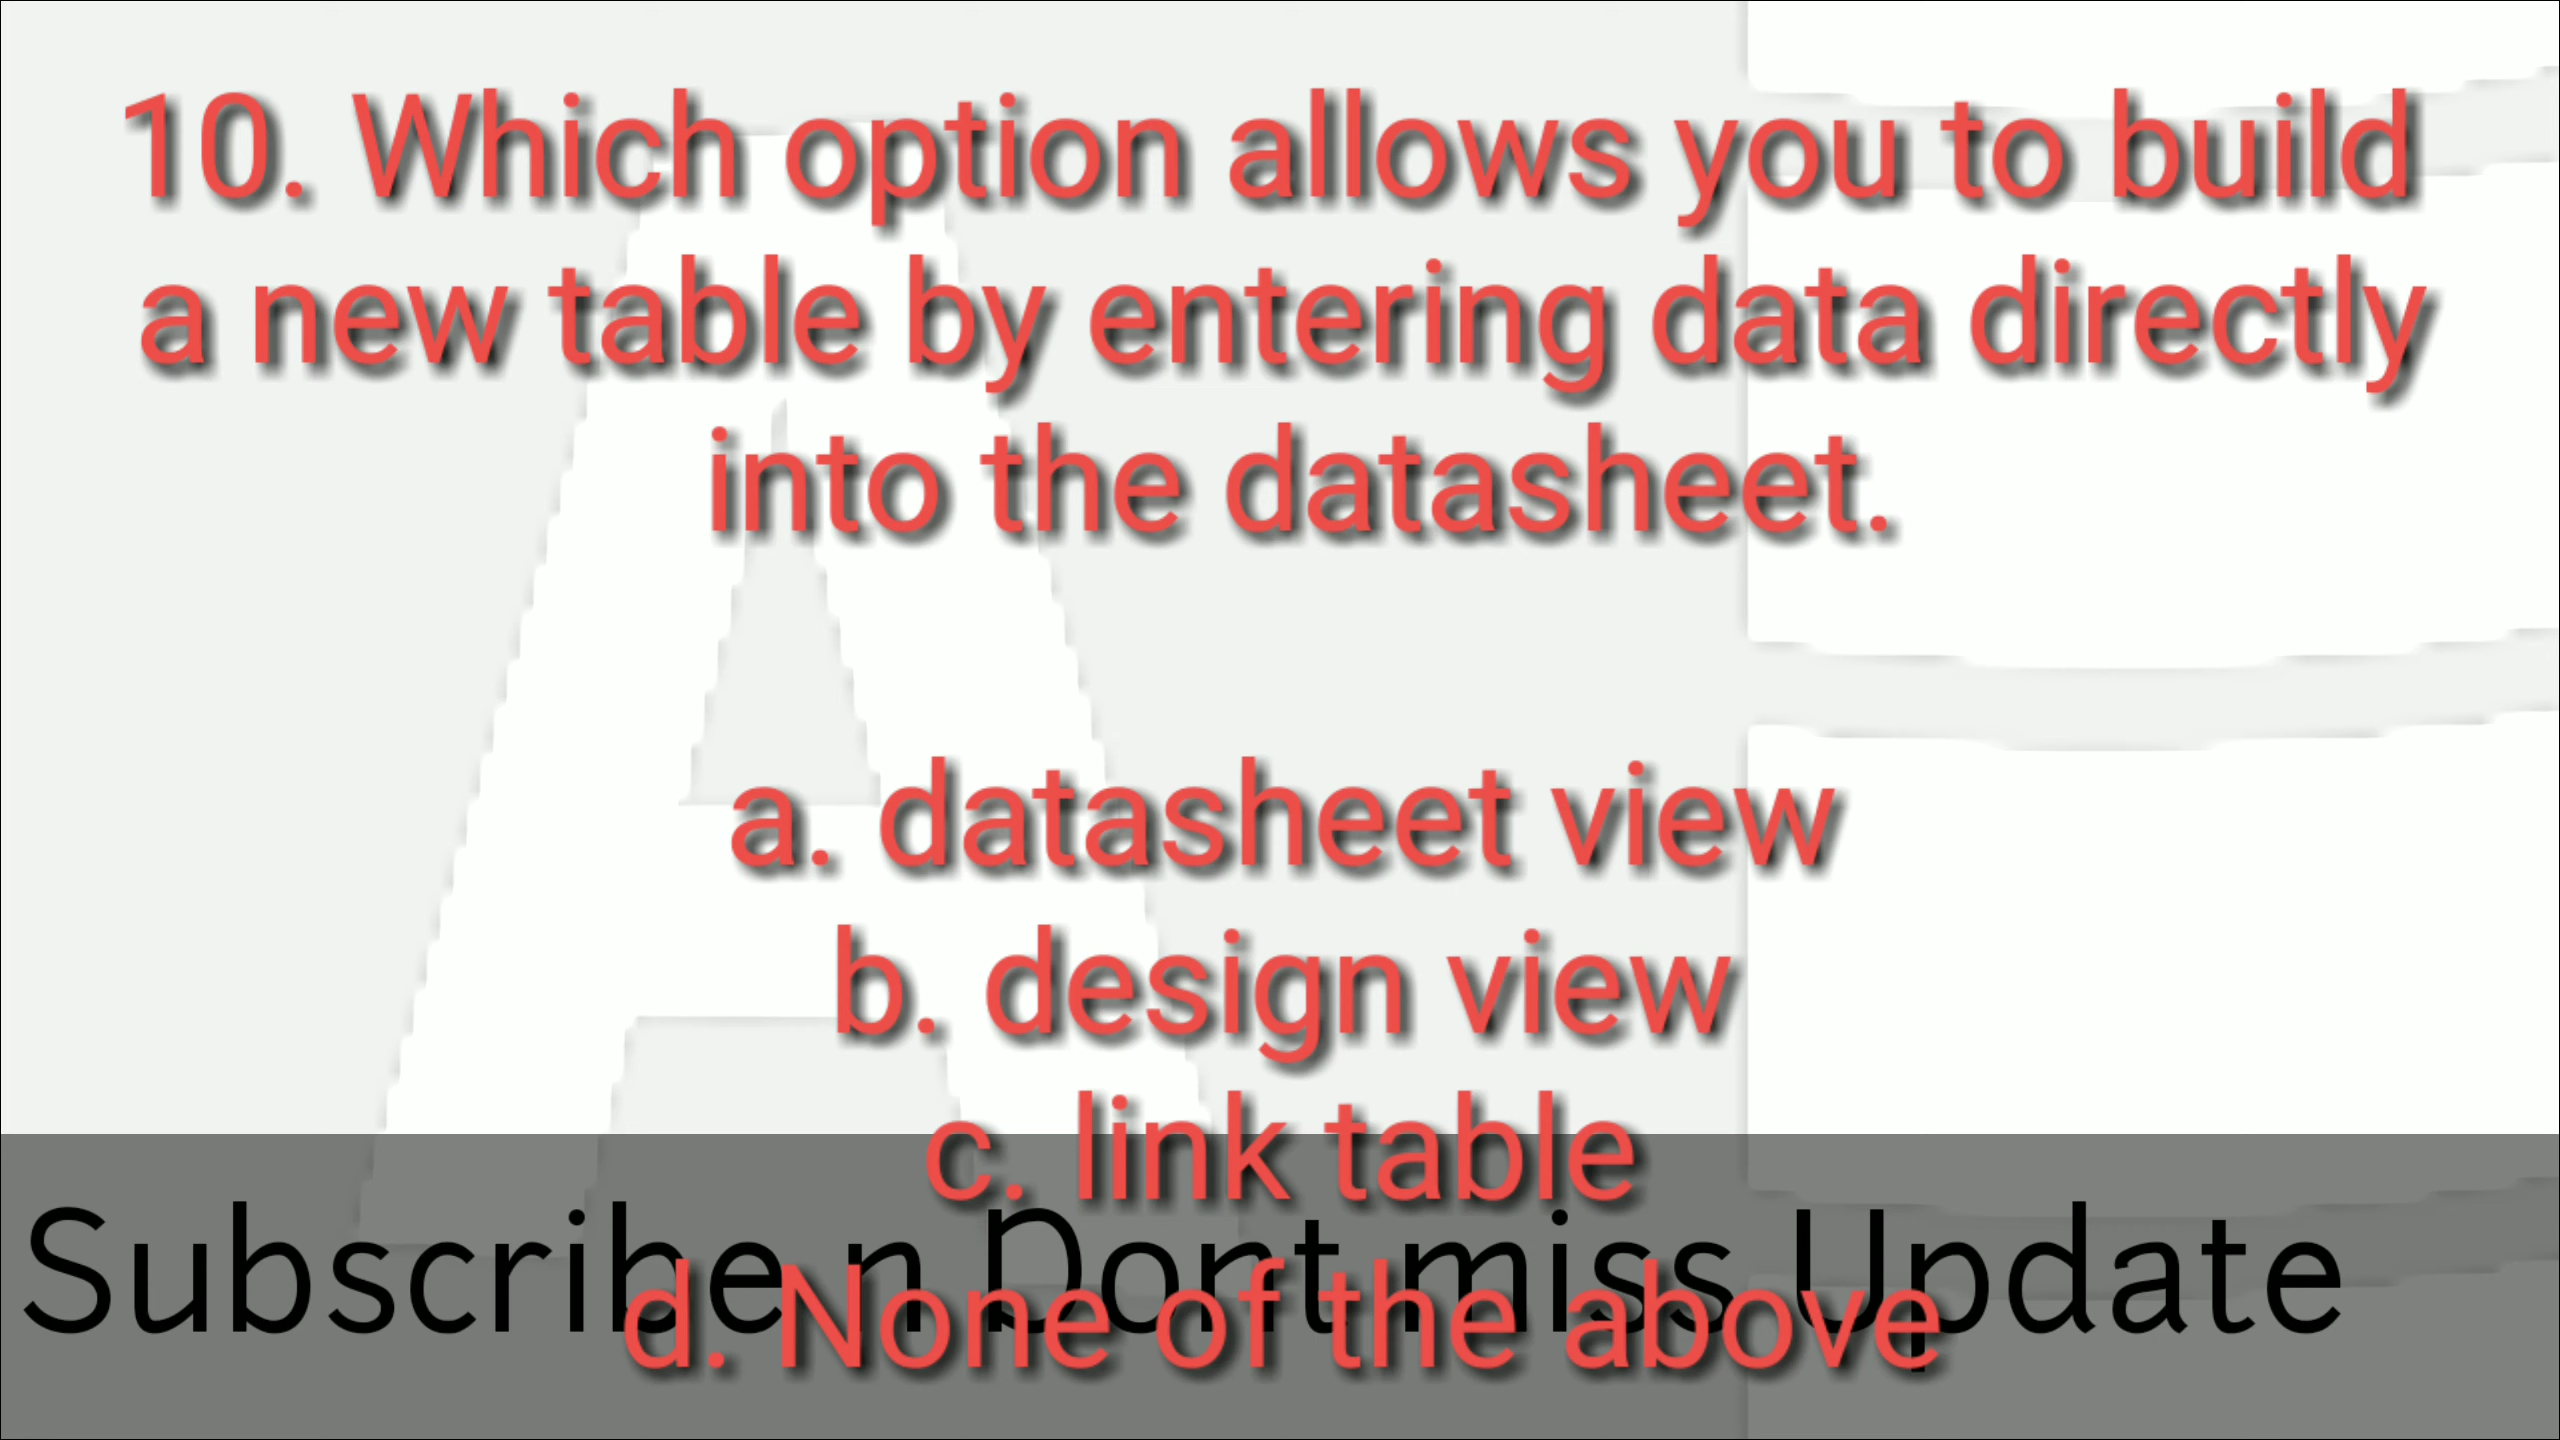 10. Which option allows you to build
a new table by entering data directly
into the datasheet.
a. datasheet view
b. design view
c. link table
Subscribe n Dont miss Update
d. None of the above